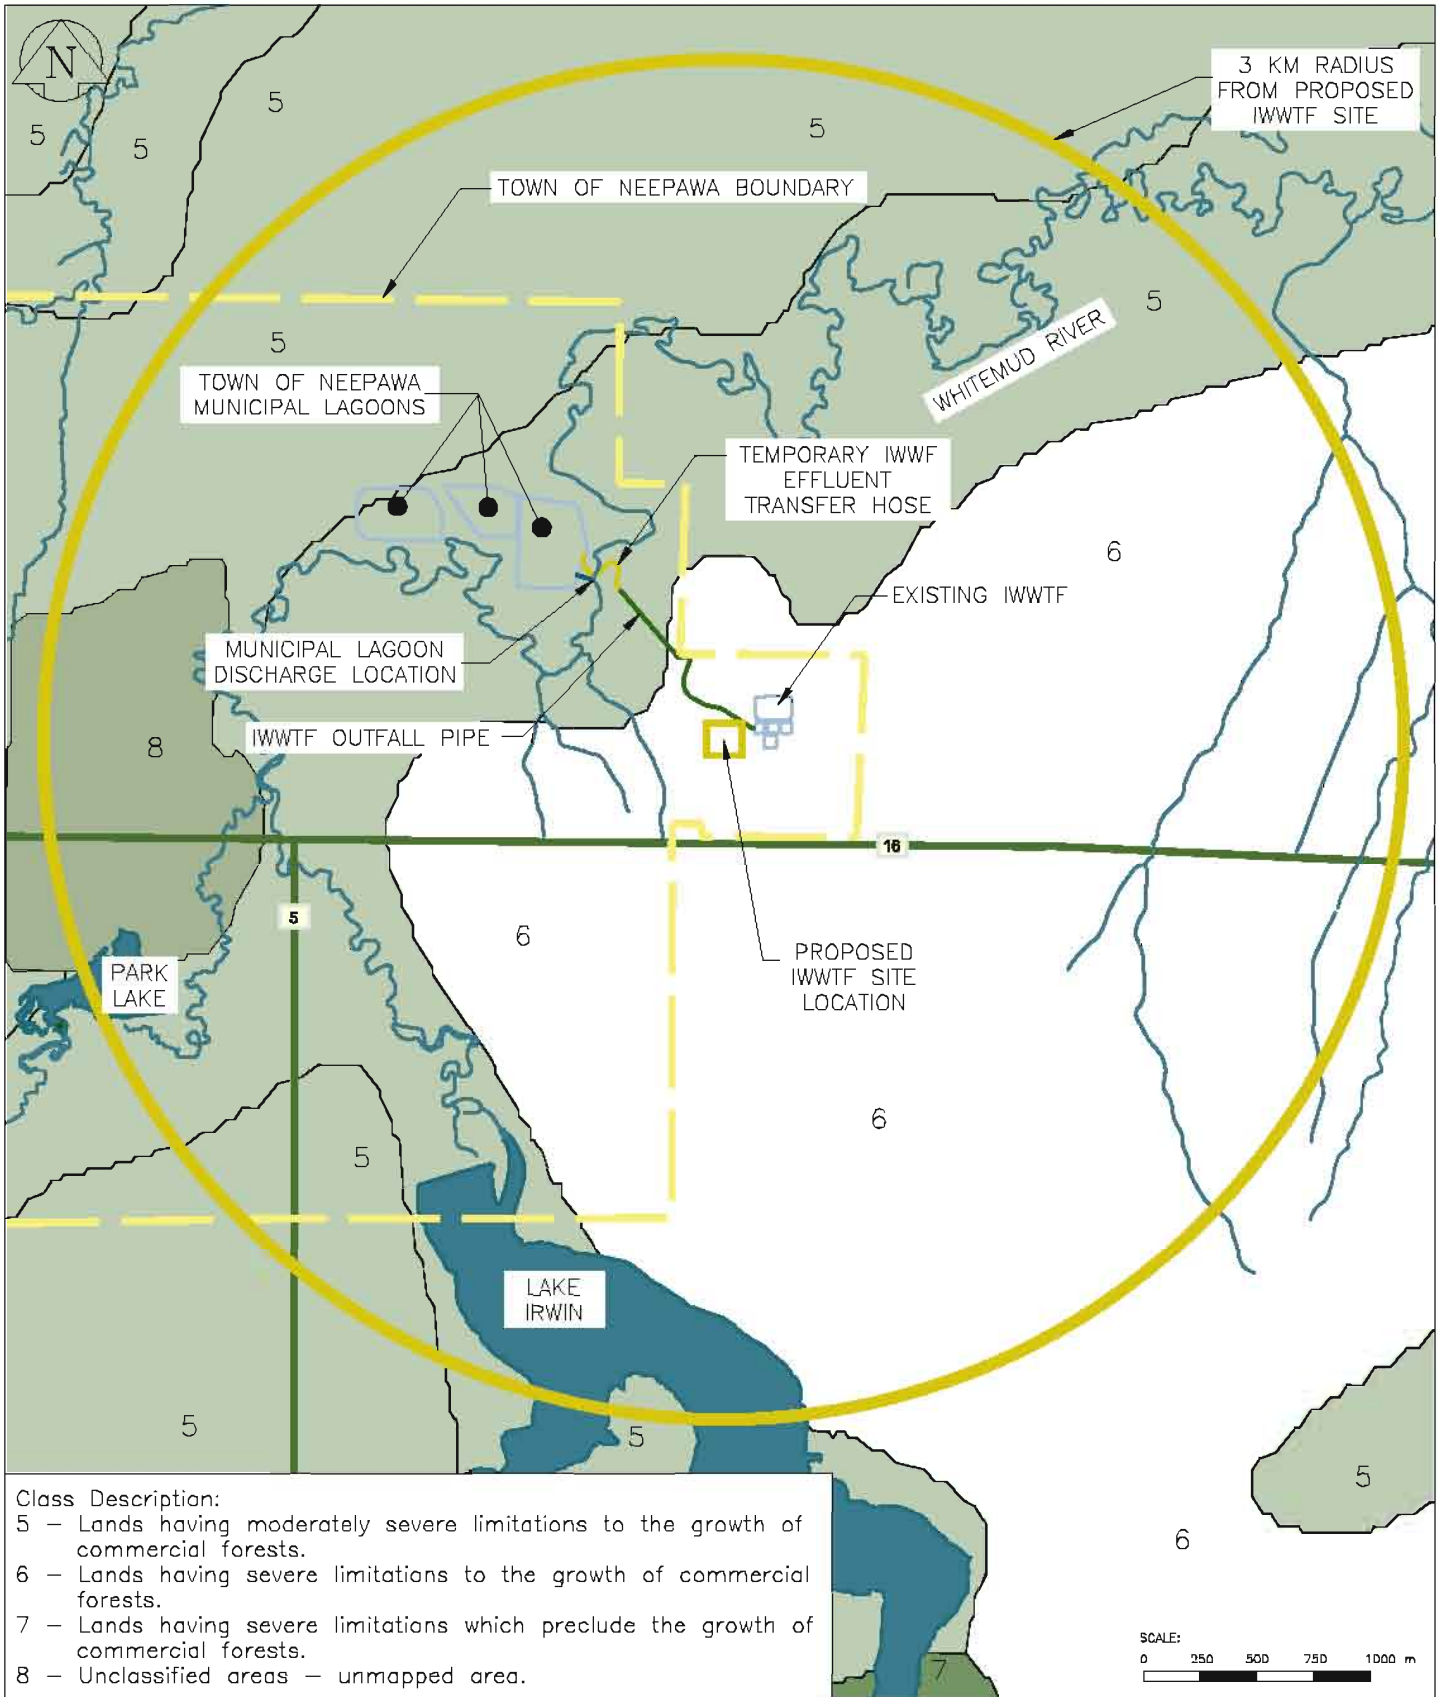 N
3 KM RADIUS
FROM PROPOSED
IWWTF SITE
5
5
5
5
TOWN OF NEEPAWA BOUNDARY
5
5
WHITEMUD RIVER
TOWN OF NEEPAWA
MUNICIPAL LAGOONS
TEMPORARY IWWF
EFFLUENT
TRANSFER HOSE
6
EXISTING IWWTF
MUNICIPAL LAGOON
DISCHARGE LOCATION
IWWTF OUTFALL PIPE
8
16
5
6
PROPOSED
IWWTF SITE
LOCATION
PARK
LAKE
6
5
LAKE
IRWIN
5
5
5
6
7
Class Description:
5 – Lands having moderately severe limitations to the growth of
commercial forests.
6 – Lands having severe limitations to the growth of commercial
forests.
7 – Lands having severe limitations which preclude the growth of
commercial forests.
8 – Unclassified areas – unmapped area.
SCALE:
0 250 500 750 1000 m